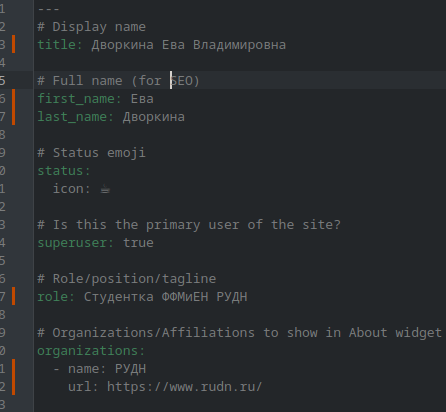 1 ---
2 # Display name
3 title: Дворкина Ева Владимировна
4
5 # Full name (for SEO)
6 first_name: Ева
7 last_name: Дворкина
8
9 # Status emoji
0 status:
1   icon: ☕
2
3 # Is this the primary user of the site?
4 superuser: true
5
6 # Role/position/tagline
7 role: Студентка ФФМиЕН РУДН
8
9 # Organizations/Affiliations to show in About widget
0 organizations:
1   - name: РУДН
2     url: https://www.rudn.ru/
3